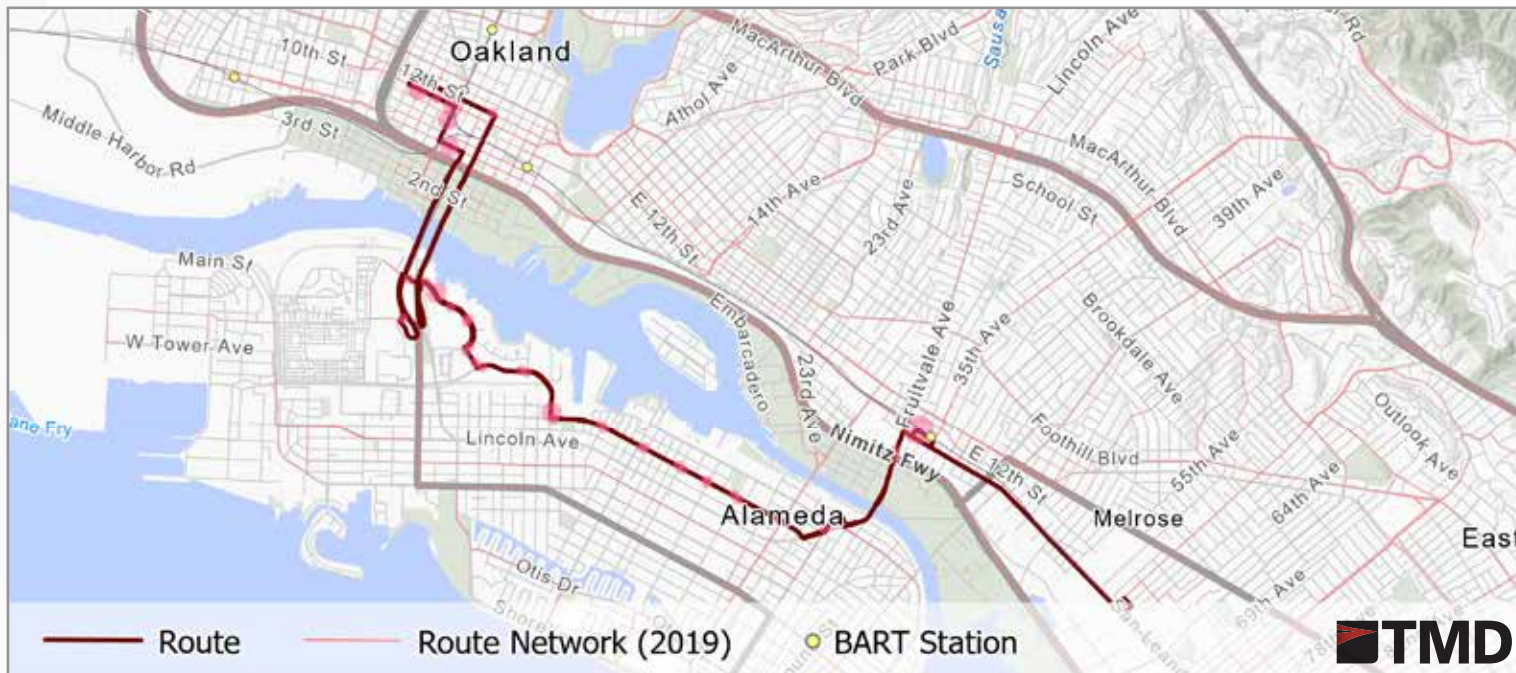 MacArthur Blvd
Park Blvd
Lincoln Ave
10th St
Oakland
12th St
Athol Ave
Middle Harbor Rd
3rd St
MacArthur Blvd
39th Ave
School St
2nd St
14th Ave
23rd Ave
E 12th St
Main St
Embarcadero
Fruitvale Ave
35th Ave
Brookdale Ave
W Tower Ave
23rd Ave
Outlook Ave
Lincoln Ave
Nimitz Fwy
Foothill Blvd
55th Ave
E 12th St
64th Ave
Alameda
Melrose
East
Otis Dr
69th Ave
Route
Route Network (2019)
BART Station
TMD